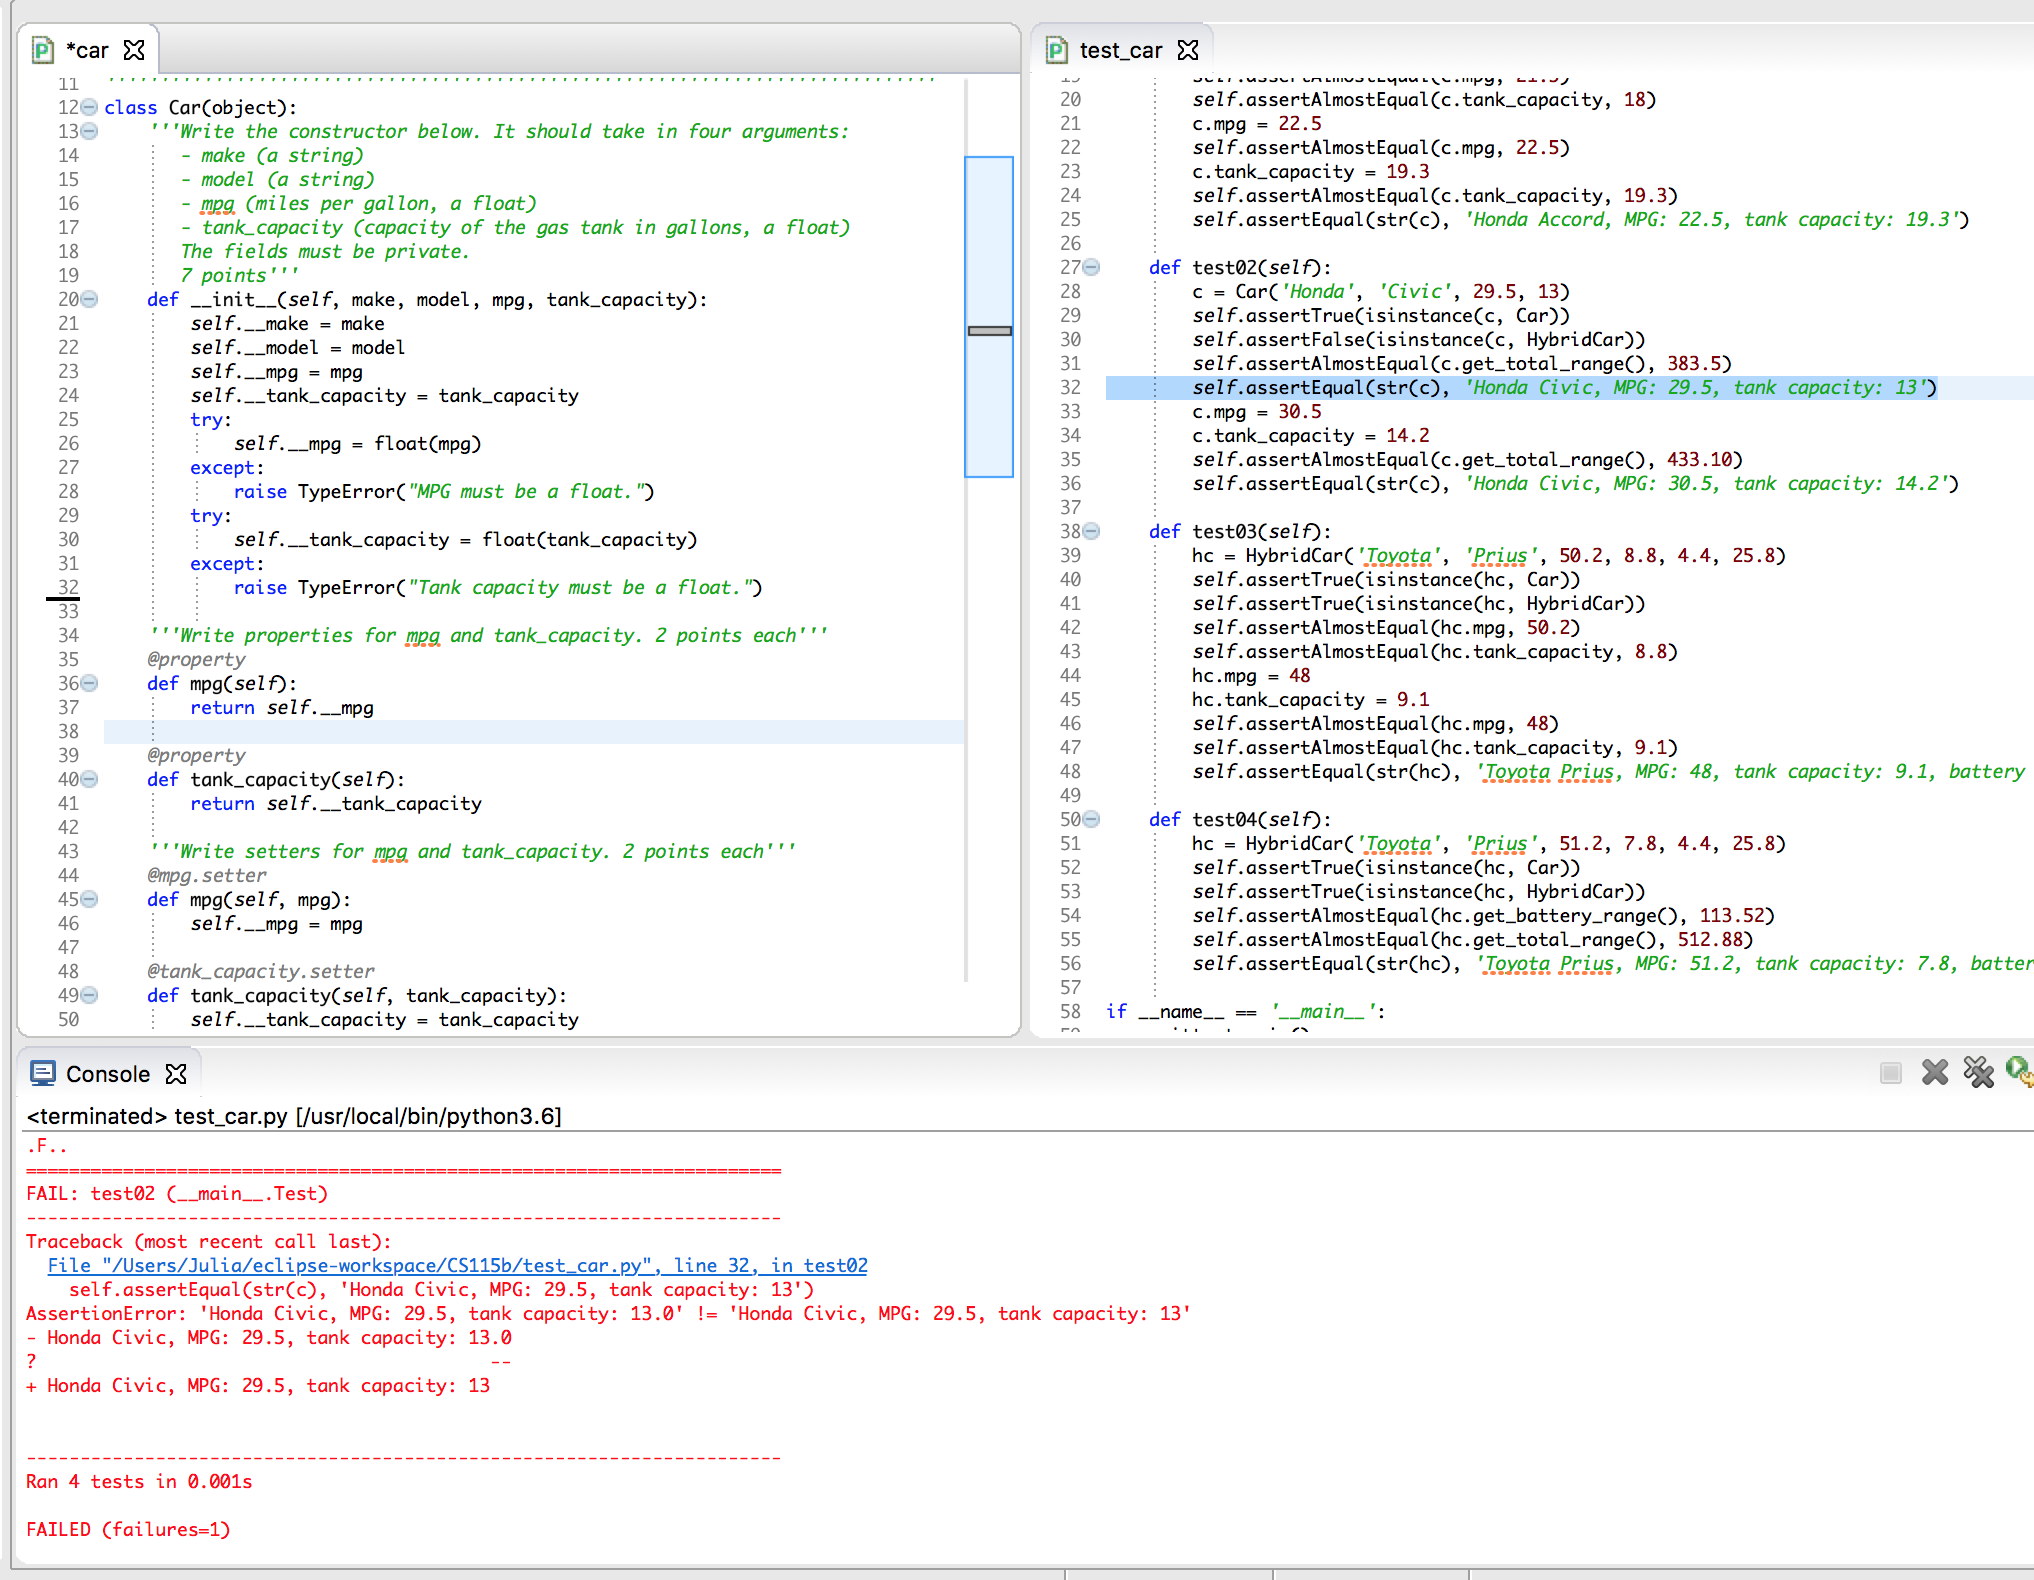 *car
11
12 class Car(object):
13 '''Write the constructor below. It should take in four arguments:
14 - make (a string)
15 - model (a string)
16 - mpg (miles per gallon, a float)
17 - tank_capacity (capacity of the gas tank in gallons, a float)
18 The fields must be private.
19 7 points'''
20 def __init__(self, make, model, mpg, tank_capacity):
21 self.__make = make
22 self.__model = model
23 self.__mpg = mpg
24 self.__tank_capacity = tank_capacity
25 try:
26 self.__mpg = float(mpg)
27 except:
28 raise TypeError("MPG must be a float.")
29 try:
30 self.__tank_capacity = float(tank_capacity)
31 except:
32 raise TypeError("Tank capacity must be a float.")
33
34 '''Write properties for mpg and tank_capacity. 2 points each'''
35 @property
36 def mpg(self):
37 return self.__mpg
38
39 @property
40 def tank_capacity(self):
41 return self.__tank_capacity
42
43 '''Write setters for mpg and tank_capacity. 2 points each'''
44 @mpg.setter
45 def mpg(self, mpg):
46 self.__mpg = mpg
47
48 @tank_capacity.setter
49 def tank_capacity(self, tank_capacity):
50 self.__tank_capacity = tank_capacity
test_car
19 self.assertAlmostEqual(c.mpg, 21.5)
20 self.assertAlmostEqual(c.tank_capacity, 18)
21 c.mpg = 22.5
22 self.assertAlmostEqual(c.mpg, 22.5)
23 c.tank_capacity = 19.3
24 self.assertAlmostEqual(c.tank_capacity, 19.3)
25 self.assertEqual(str(c), 'Honda Accord, MPG: 22.5, tank capacity: 19.3')
26
27 def test02(self):
28 c = Car('Honda', 'Civic', 29.5, 13)
29 self.assertTrue(isinstance(c, Car))
30 self.assertFalse(isinstance(c, HybridCar))
31 self.assertAlmostEqual(c.get_total_range(), 383.5)
32 self.assertEqual(str(c), 'Honda Civic, MPG: 29.5, tank capacity: 13')
33 c.mpg = 30.5
34 c.tank_capacity = 14.2
35 self.assertAlmostEqual(c.get_total_range(), 433.10)
36 self.assertEqual(str(c), 'Honda Civic, MPG: 30.5, tank capacity: 14.2')
37
38 def test03(self):
39 hc = HybridCar('Toyota', 'Prius', 50.2, 8.8, 4.4, 25.8)
40 self.assertTrue(isinstance(hc, Car))
41 self.assertTrue(isinstance(hc, HybridCar))
42 self.assertAlmostEqual(hc.mpg, 50.2)
43 self.assertAlmostEqual(hc.tank_capacity, 8.8)
44 hc.mpg = 48
45 hc.tank_capacity = 9.1
46 self.assertAlmostEqual(hc.mpg, 48)
47 self.assertAlmostEqual(hc.tank_capacity, 9.1)
48 self.assertEqual(str(hc), 'Toyota Prius, MPG: 48, tank capacity: 9.1, battery
49
50 def test04(self):
51 hc = HybridCar('Toyota', 'Prius', 51.2, 7.8, 4.4, 25.8)
52 self.assertTrue(isinstance(hc, Car))
53 self.assertTrue(isinstance(hc, HybridCar))
54 self.assertAlmostEqual(hc.get_battery_range(), 113.52)
55 self.assertAlmostEqual(hc.get_total_range(), 512.88)
56 self.assertEqual(str(hc), 'Toyota Prius, MPG: 51.2, tank capacity: 7.8, batter
57
58 if __name__ == '__main__':
Console
<terminated> test_car.py [/usr/local/bin/python3.6]
.F..
======================================================================
FAIL: test02 (__main__.Test)
----------------------------------------------------------------------
Traceback (most recent call last):
File "/Users/Julia/eclipse-workspace/CS115b/test_car.py", line 32, in test02
self.assertEqual(str(c), 'Honda Civic, MPG: 29.5, tank capacity: 13')
AssertionError: 'Honda Civic, MPG: 29.5, tank capacity: 13.0' != 'Honda Civic, MPG: 29.5, tank capacity: 13'
- Honda Civic, MPG: 29.5, tank capacity: 13.0
? --
+ Honda Civic, MPG: 29.5, tank capacity: 13
----------------------------------------------------------------------
Ran 4 tests in 0.001s
FAILED (failures=1)